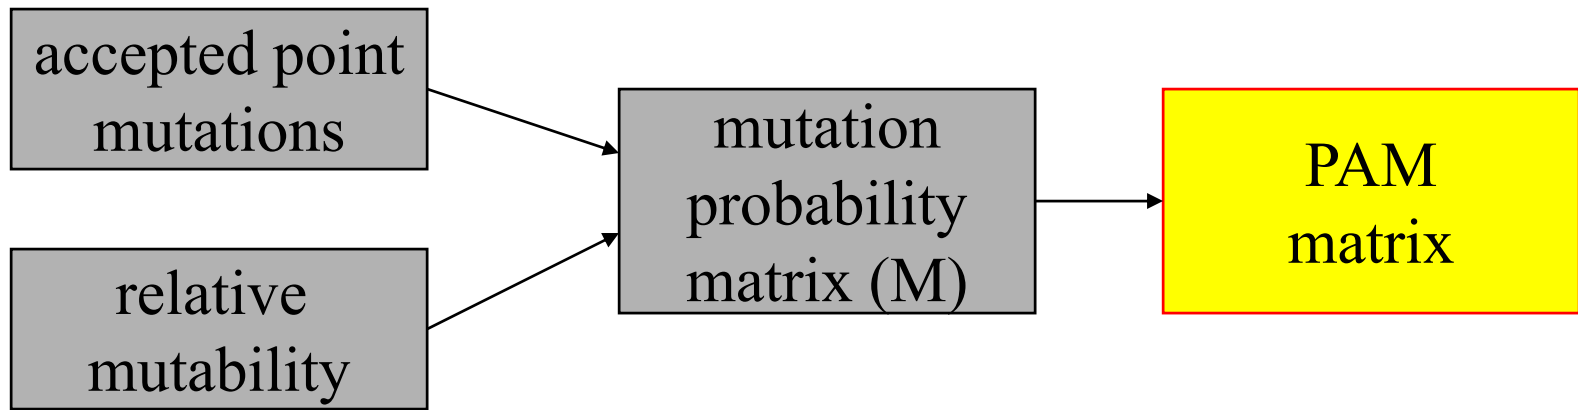 accepted point
mutations
relative
mutability
mutation
probability
matrix (M)
PAM
matrix